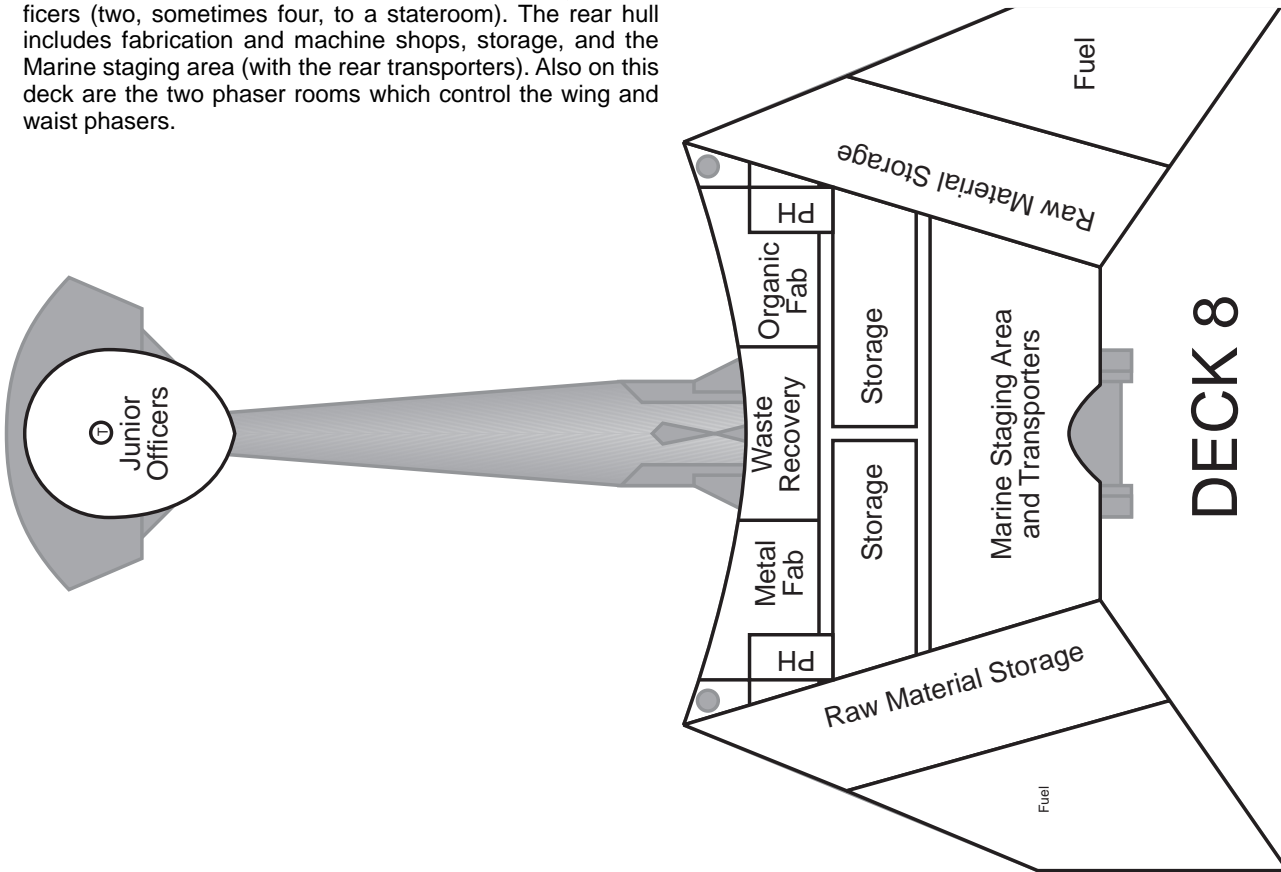 ficers (two, sometimes four, to a stateroom). The rear hull
includes fabrication and machine shops, storage, and the
Marine staging area (with the rear transporters). Also on this
deck are the two phaser rooms which control the wing and
waist phasers.
T
Junior
Officers
Fuel
Raw Material Storage
PH
Organic
Fab
Storage
Waste
Recovery
Marine Staging Area
and Transporters
Storage
Metal
Fab
PH
Raw Material Storage
Fuel
DECK 8